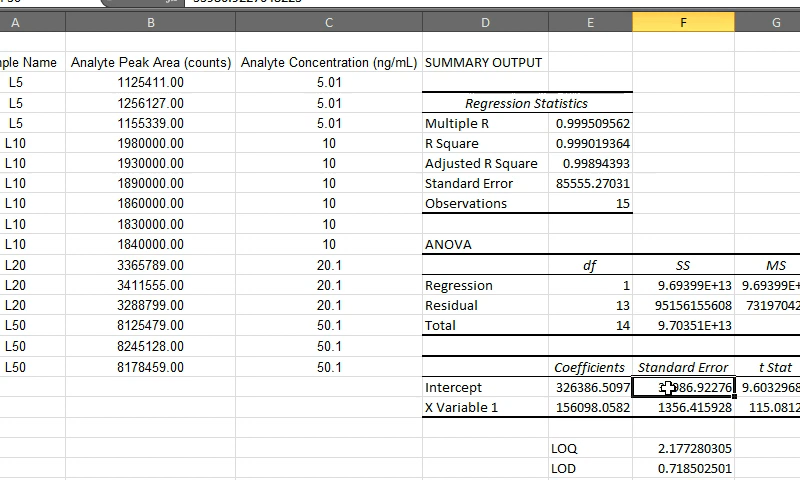 A B C D E F G
ple Name Analyte Peak Area (counts) Analyte Concentration (ng/mL) SUMMARY OUTPUT
L5 1125411.00 5.01
L5 1256127.00 5.01 Regression Statistics
L5 1155339.00 5.01 Multiple R 0.999509562
L10 1980000.00 10 R Square 0.999019364
L10 1930000.00 10 Adjusted R Square 0.99894393
L10 1890000.00 10 Standard Error 85555.27031
L10 1860000.00 10 Observations 15
L10 1830000.00 10
L10 1840000.00 10 ANOVA
L20 3365789.00 20.1 df SS MS
L20 3411555.00 20.1 Regression 1 9.69399E+13 9.69399E+
L20 3288799.00 20.1 Residual 13 95156155608 73197042
L50 8125479.00 50.1 Total 14 9.70351E+13
L50 8245128.00 50.1
L50 8178459.00 50.1 Coefficients Standard Error t Stat
Intercept 326386.5097 9.6032968
X Variable 1 156098.0582 1356.415928 115.0812
LOQ 2.177280305
LOD 0.718502501